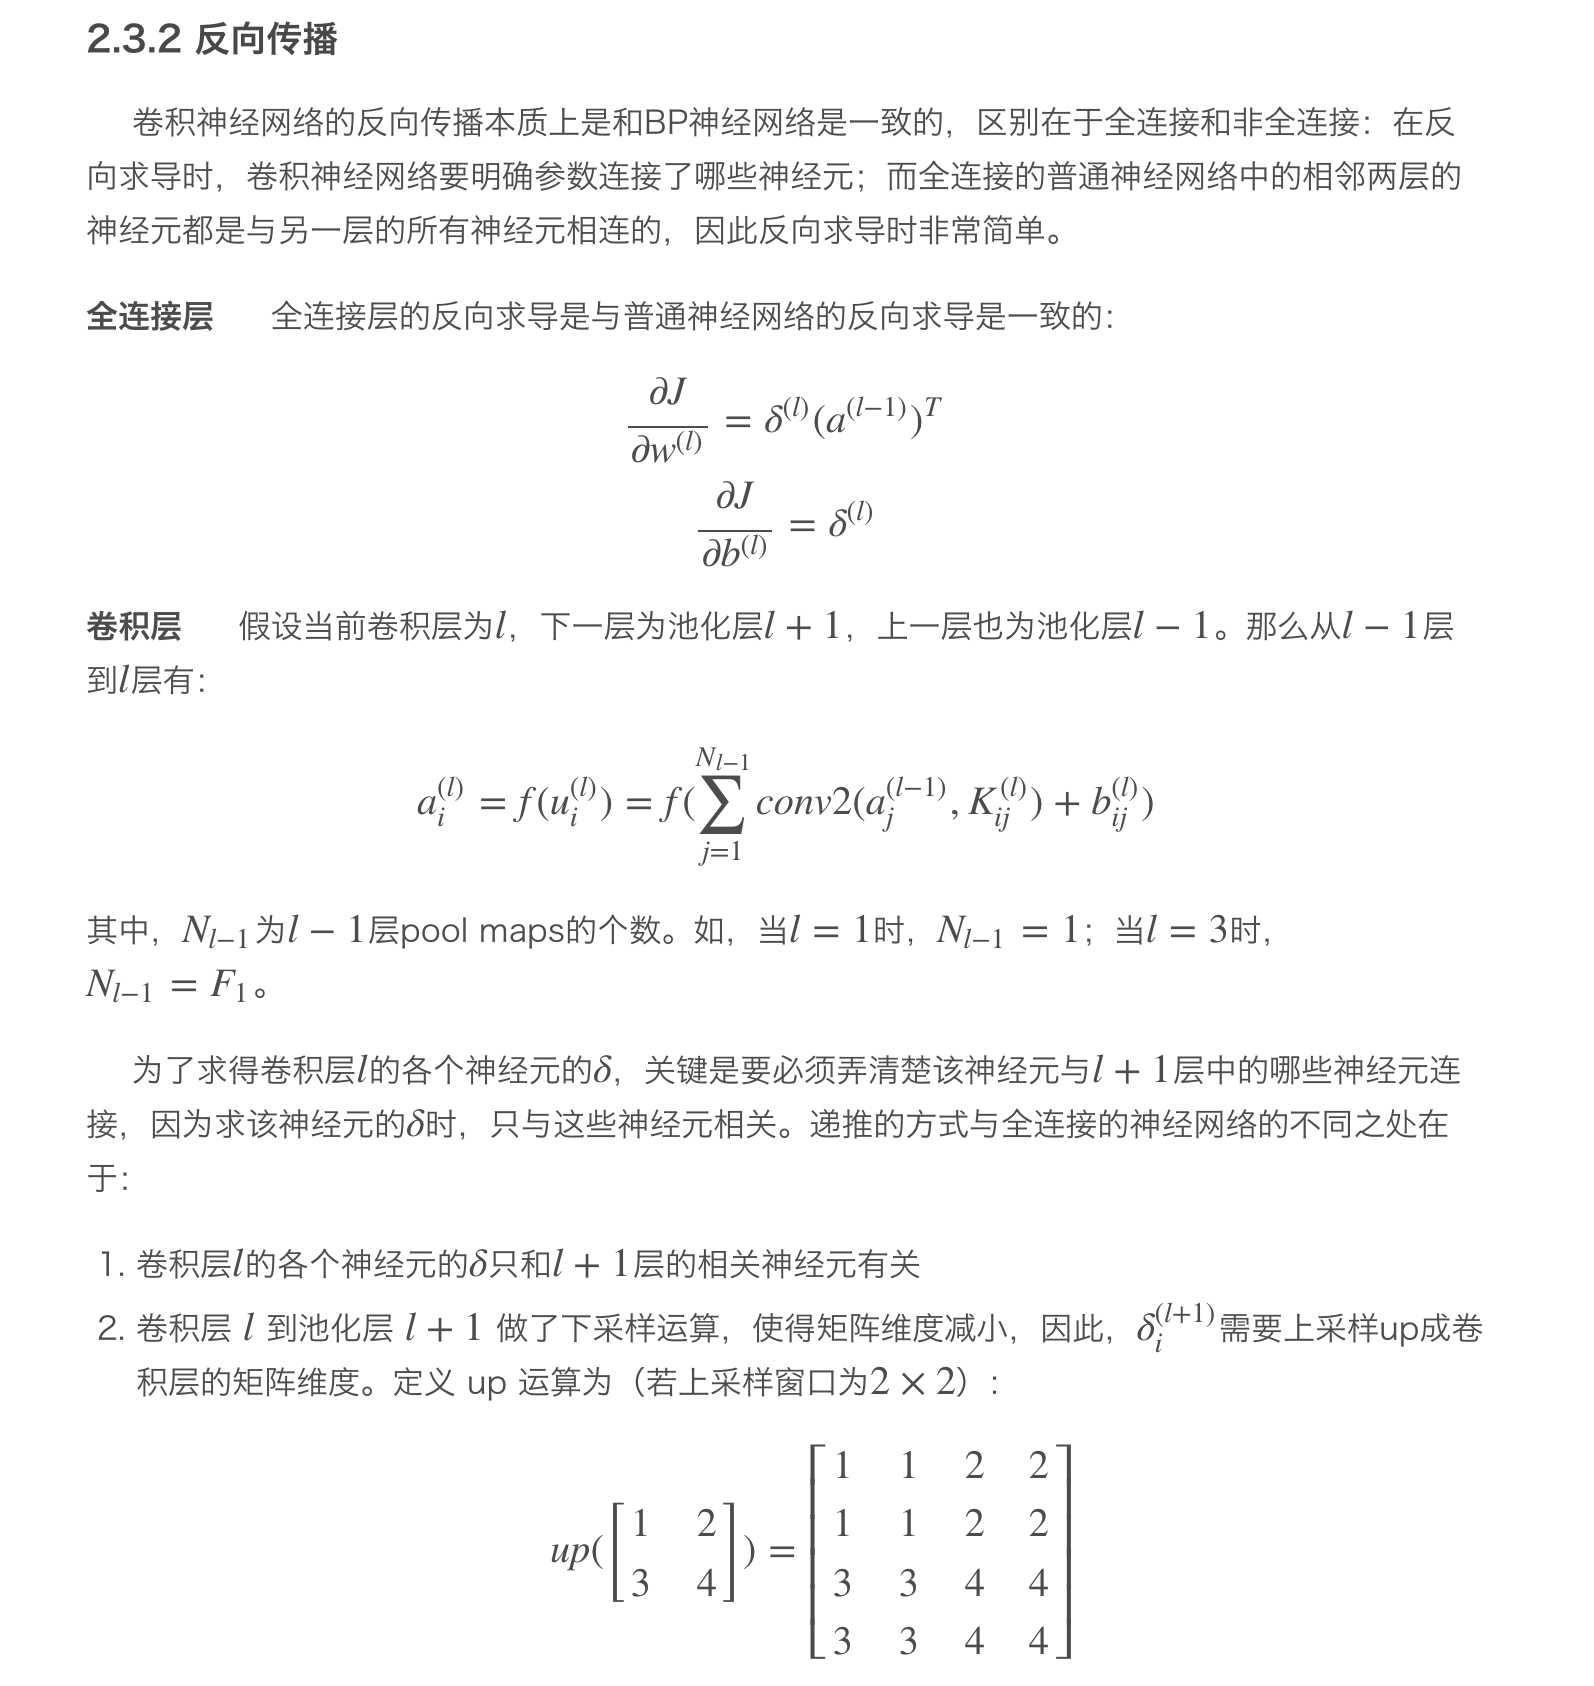 2.3.2 反向传播
卷积神经网络的反向传播本质上是和BP神经网络是一致的，区别在于全连接和非全连接：在反
向求导时，卷积神经网络要明确参数连接了哪些神经元；而全连接的普通神经网络中的相邻两层的
神经元都是与另一层的所有神经元相连的，因此反向求导时非常简单。
全连接层 全连接层的反向求导是与普通神经网络的反向求导是一致的：
$$\frac{\partial J}{\partial w^{(l)}} = \delta^{(l)}(a^{(l-1)})^T$$
$$\frac{\partial J}{\partial b^{(l)}} = \delta^{(l)}$$
卷积层 假设当前卷积层为$l$，下一层为池化层$l+1$，上一层也为池化层$l-1$。那么从$l-1$层
到$l$层有：
$$a_i^{(l)} = f(u_i^{(l)}) = f(\sum_{j=1}^{N_{l-1}} conv2(a_j^{(l-1)}, K_{ij}^{(l)}) + b_{ij}^{(l)})$$
其中，$N_{l-1}$为$l-1$层pool maps的个数。如，当$l=1$时，$N_{l-1}=1$；当$l=3$时，
$N_{l-1}=F_1$。
为了求得卷积层$l$的各个神经元的$\delta$，关键是要必须弄清楚该神经元与$l+1$层中的哪些神经元连
接，因为求该神经元的$\delta$时，只与这些神经元相关。递推的方式与全连接的神经网络的不同之处在
于：
1. 卷积层$l$的各个神经元的$\delta$只和$l+1$层的相关神经元有关
2. 卷积层 $l$ 到池化层 $l+1$ 做了下采样运算，使得矩阵维度减小，因此，$\delta_i^{(l+1)}$需要上采样up成卷
积层的矩阵维度。定义 up 运算为（若上采样窗口为$2 \times 2$）：
$$up(\begin{bmatrix} 1 & 2 \\ 3 & 4 \end{bmatrix}) = \begin{bmatrix} 1 & 1 & 2 & 2 \\ 1 & 1 & 2 & 2 \\ 3 & 3 & 4 & 4 \\ 3 & 3 & 4 & 4 \end{bmatrix}$$